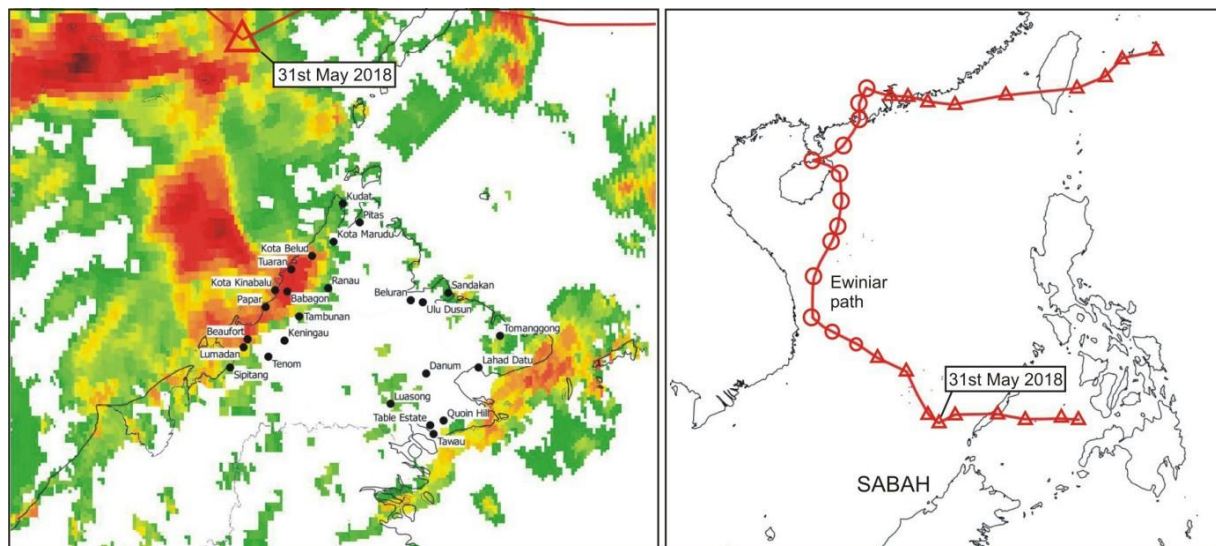 31st May 2018
Kudat
Pitas
Kota Marudu
Kota Belud
Tuaran
Kota Kinabalu
Ranau
Babagon
Papar
Tambunan
Beluran
Sandakan
Ulu Dusun
Beaufort
Keningau
Tomanggong
Lumadan
Tenom
Sipitang
Lahad Datu
Danum
Luasong
Quoin Hill
Table Estate
Tawau
Ewiniar
path
31st May 2018
SABAH